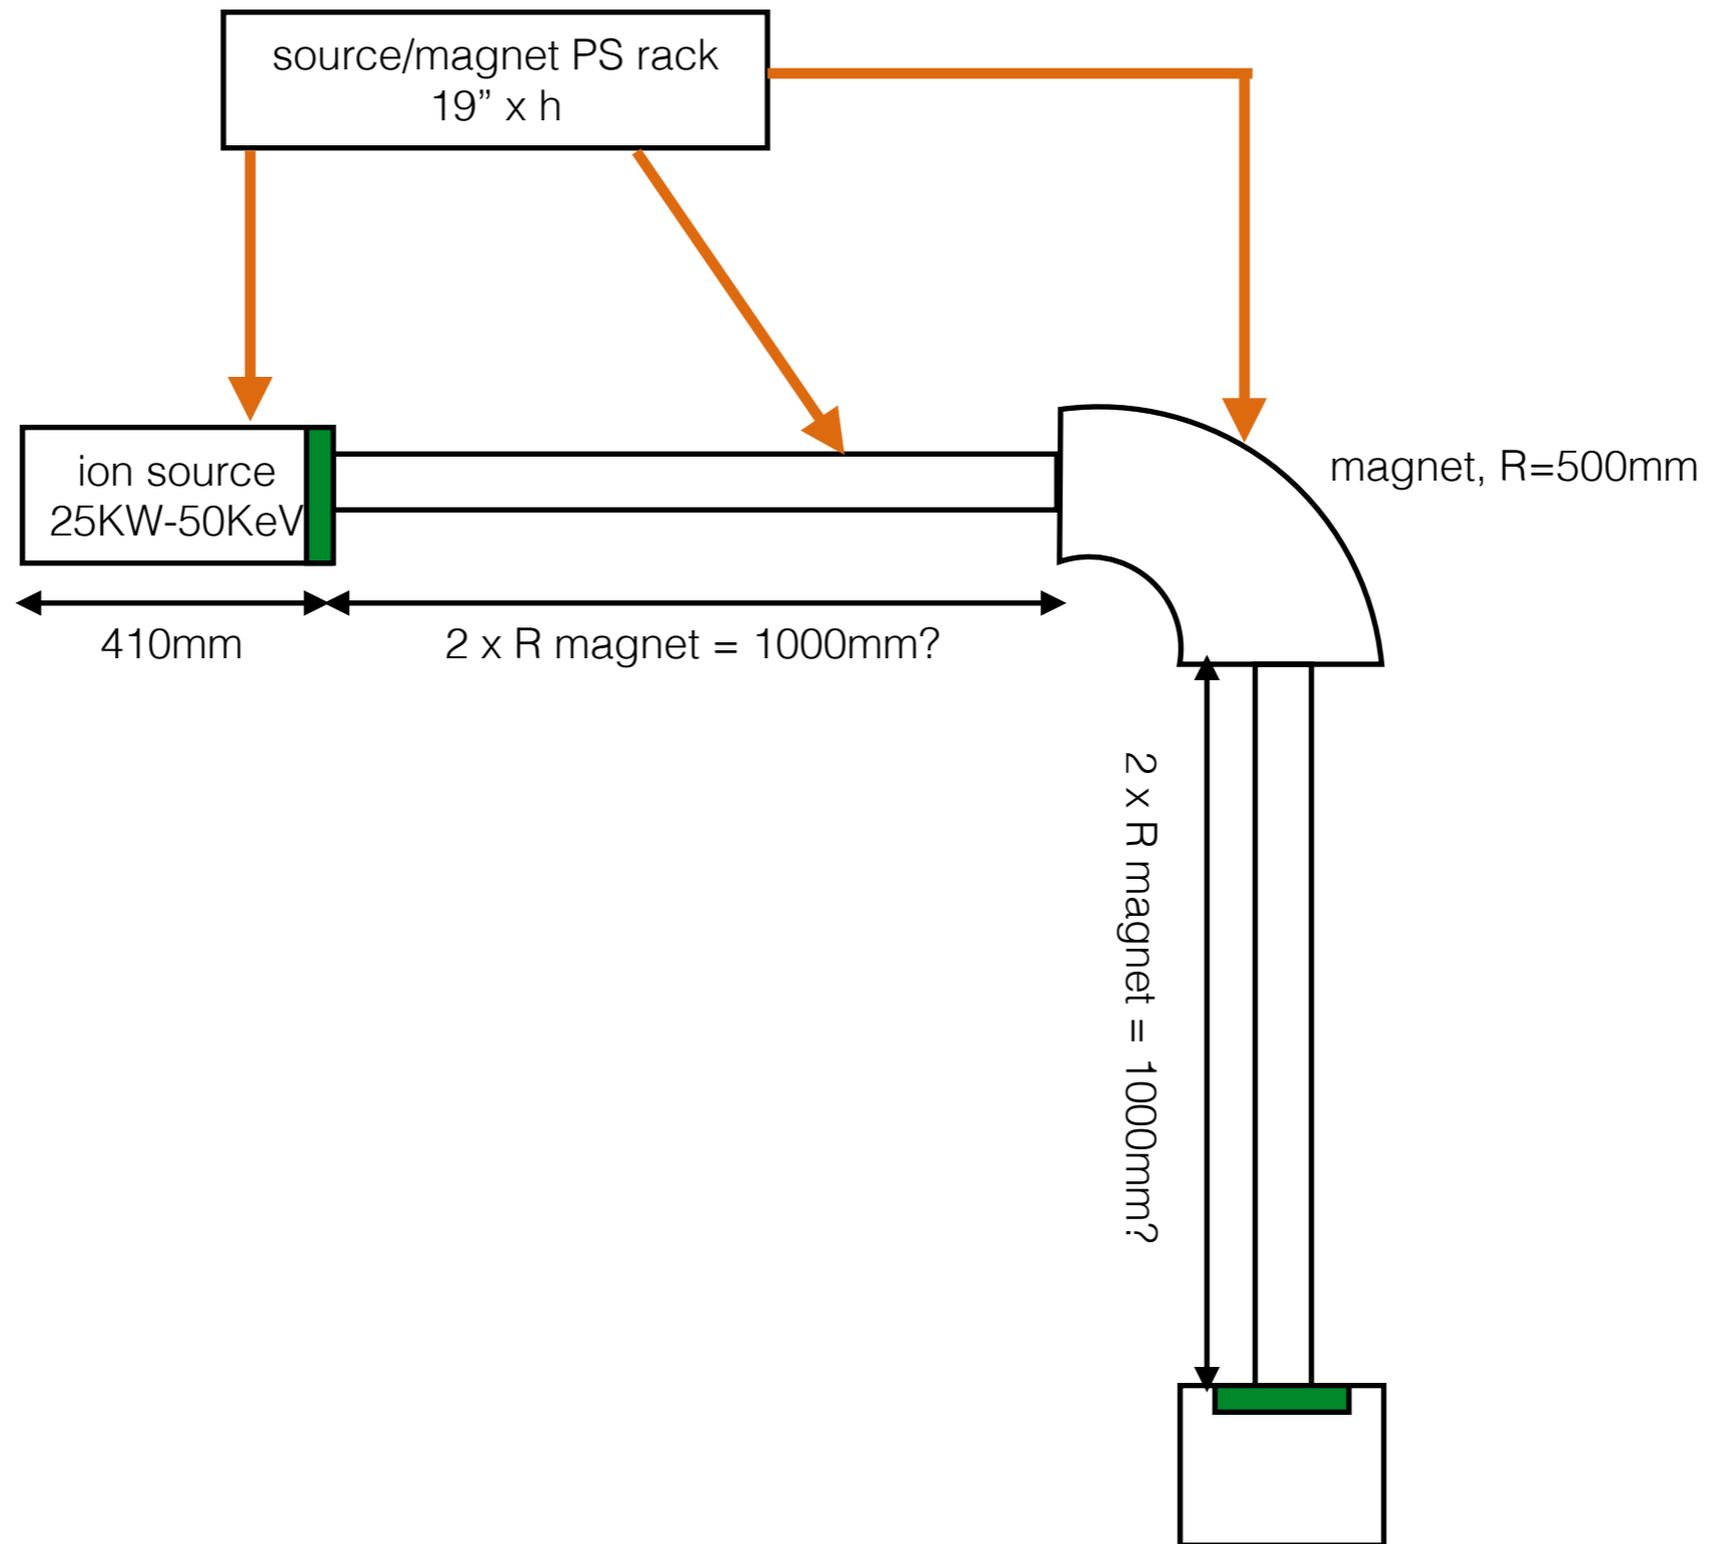 source/magnet PS rack
19” x h
ion source
25KW-50KeV
magnet, R=500mm
410mm
2 x R magnet = 1000mm?
2 x R magnet = 1000mm?